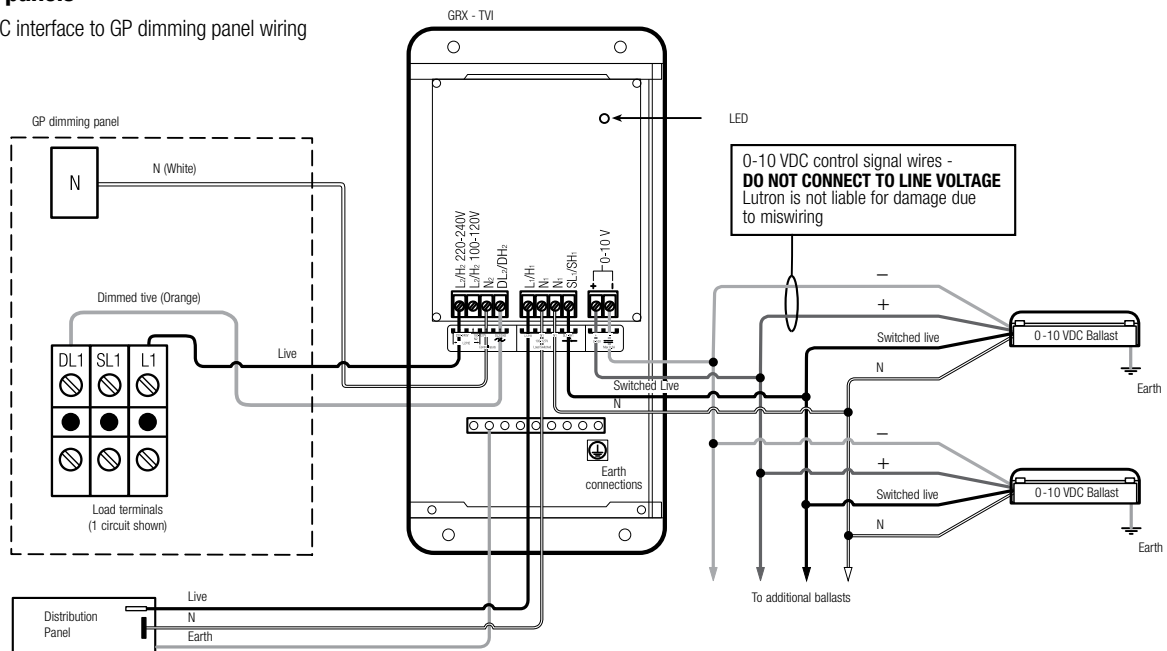 panels
C interface to GP dimming panel wiring
GRX - TVI
LED
GP dimming panel
N
N (White)
0-10 VDC control signal wires -
DO NOT CONNECT TO LINE VOLTAGE
Lutron is not liable for damage due
to miswiring
L2/H2 220-240V
L2/H2 100-120V
N2
DL2/DH2
L1/H1
N1
N1
SL1/SH1
0-10 V
+
-
Dimmed tive (Orange)
Live
DL1
SL1
L1
Load terminals
(1 circuit shown)
Switched Live
N
Earth
connections
−
+
Switched live
N
0-10 VDC Ballast
Earth
−
+
Switched live
N
0-10 VDC Ballast
Earth
To additional ballasts
Distribution
Panel
Live
N
Earth